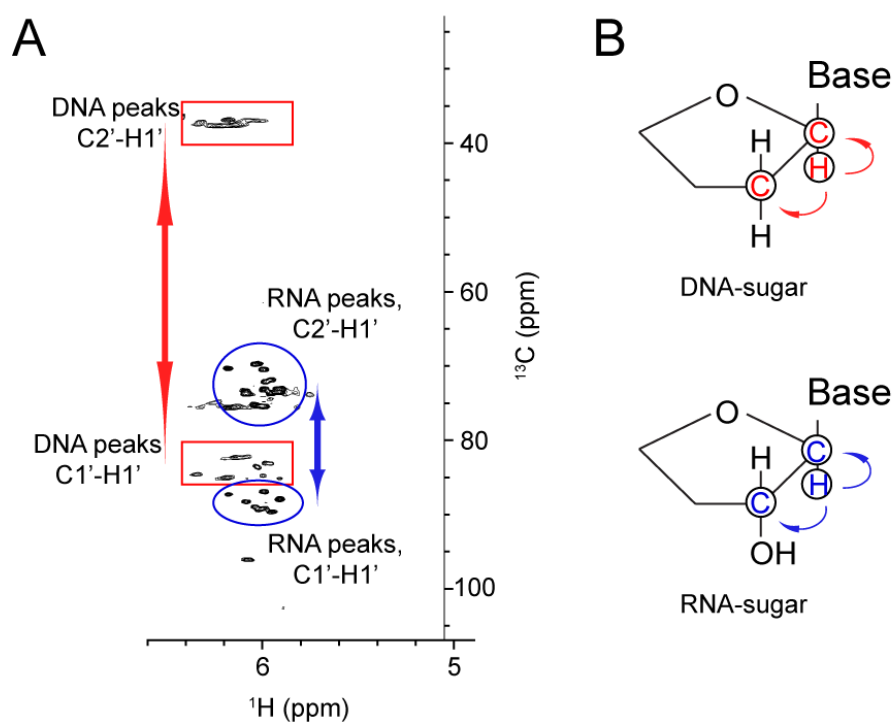 A
DNA peaks,
C2'-H1'
40
60
RNA peaks,
C2'-H1'
¹³C (ppm)
80
DNA peaks
C1'-H1'
RNA peaks,
C1'-H1'
100
6
5
¹H (ppm)
B
Base
O
H
C
C
H
H
DNA-sugar
Base
O
H
C
C
H
OH
RNA-sugar